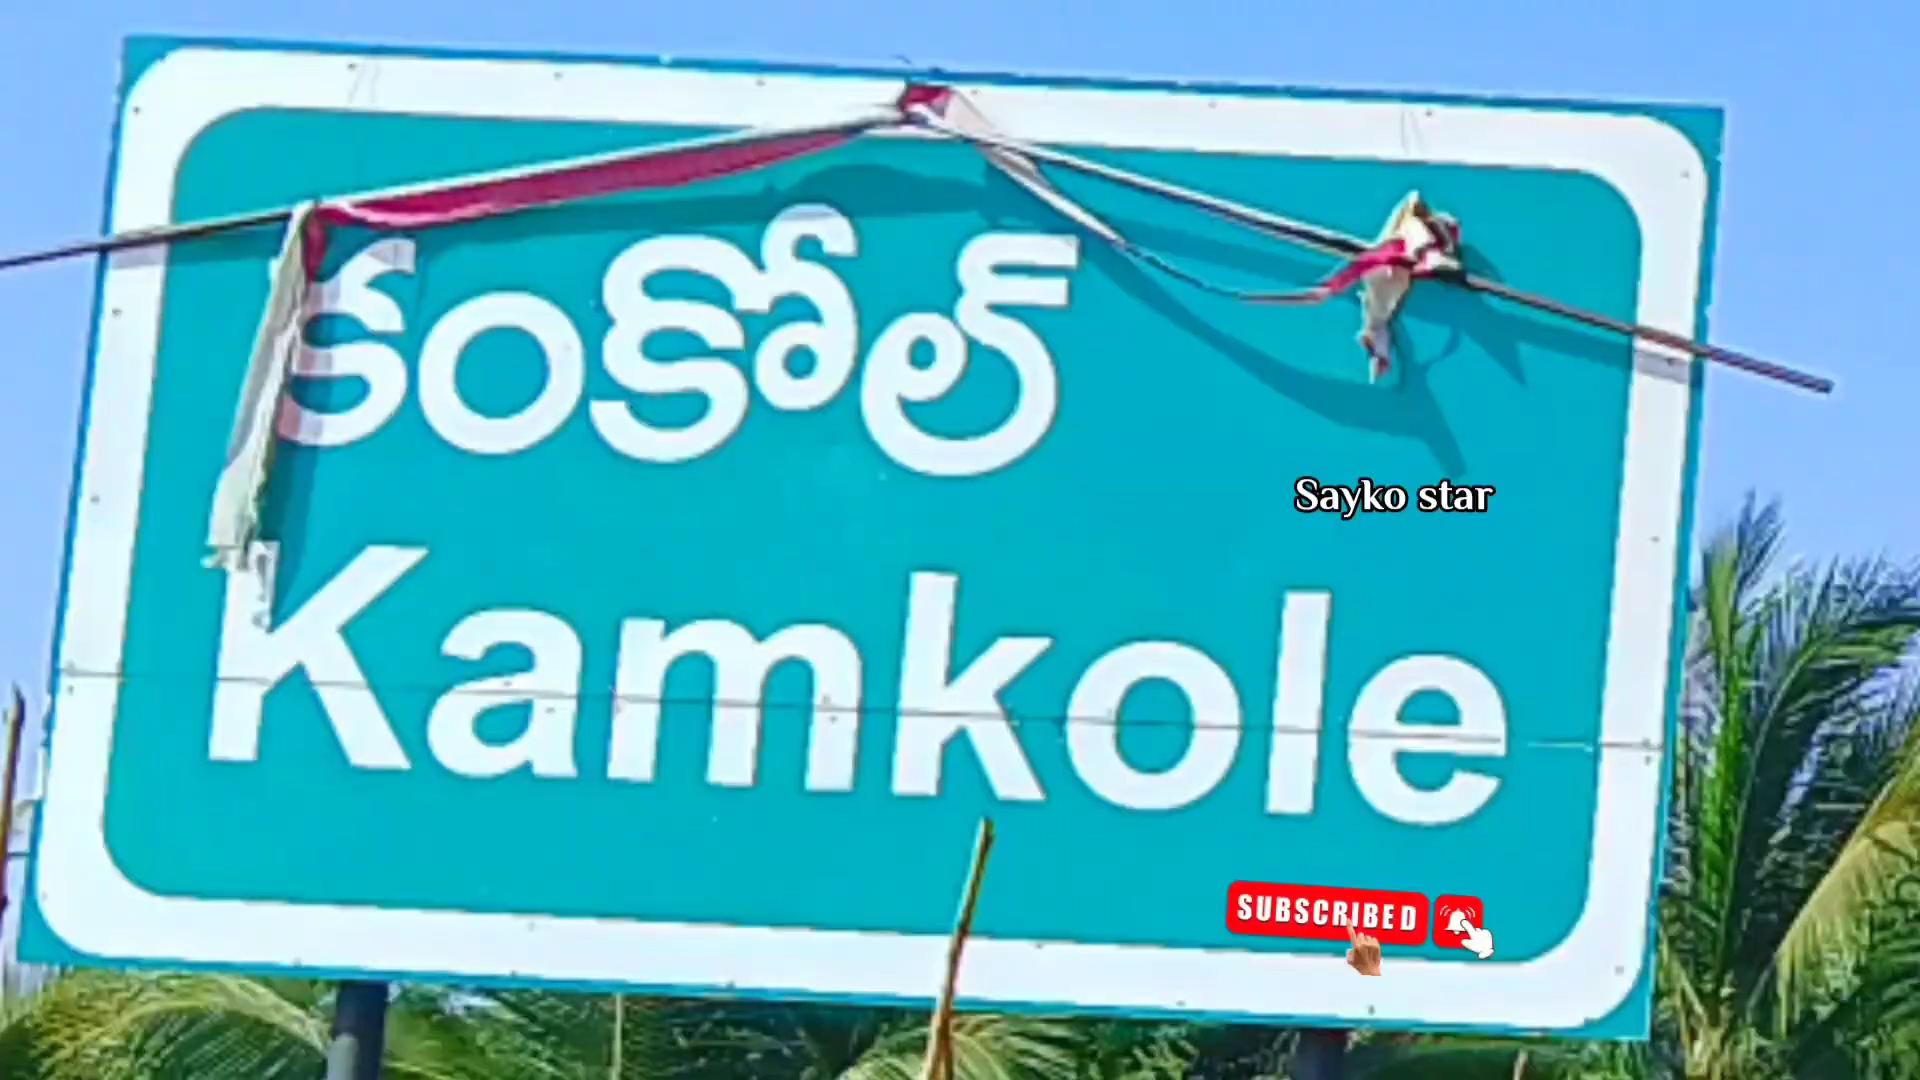 కంకోల్
Sayko star
Kamkole
SUBSCRIBED